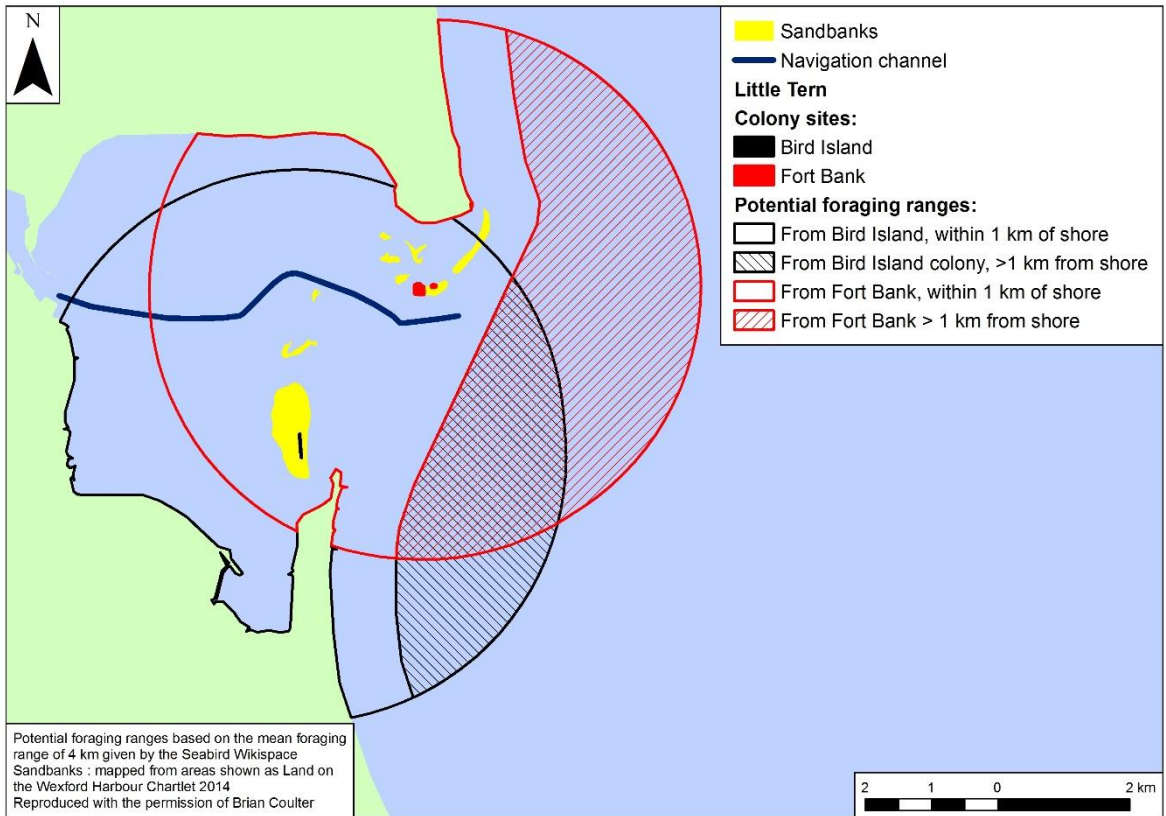 N
Sandbanks
Navigation channel
Little Tern
Colony sites:
Bird Island
Fort Bank
Potential foraging ranges:
From Bird Island, within 1 km of shore
From Bird Island colony, >1 km from shore
From Fort Bank, within 1 km of shore
From Fort Bank > 1 km from shore
Potential foraging ranges based on the mean foraging
range of 4 km given by the Seabird Wikispace
Sandbanks : mapped from areas shown as Land on
the Wexford Harbour Chartlet 2014
Reproduced with the permission of Brian Coulter
2 1 0 2 km